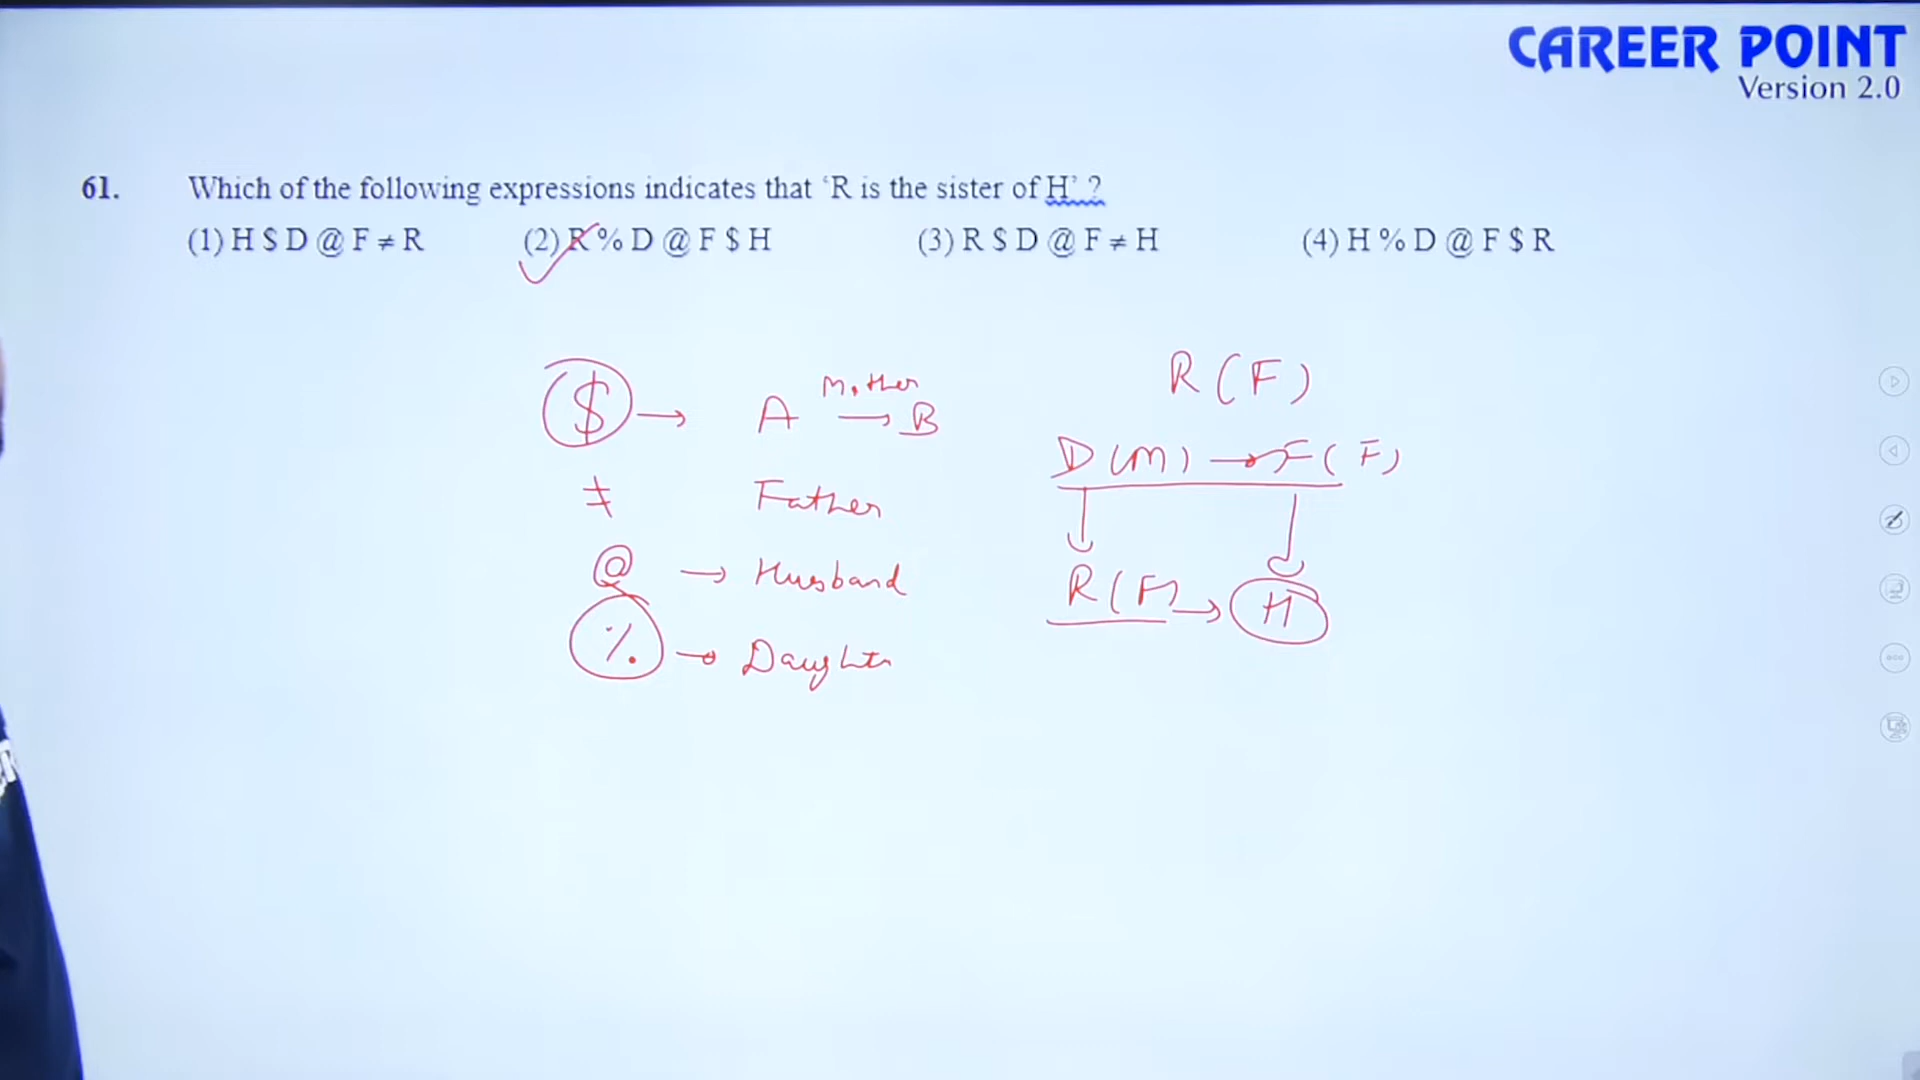 CAREER POINT
Version 2.0
61. Which of the following expressions indicates that ‘R is the sister of H’ ?
(1) H $ D @ F ≠ R (2) R % D @ F $ H (3) R $ D @ F ≠ H (4) H % D @ F $ R
$ → A Mother → B
≠ Father
@ → Husband
% → Daughter
R (F)
D (M) → F (F)
R (F) → H